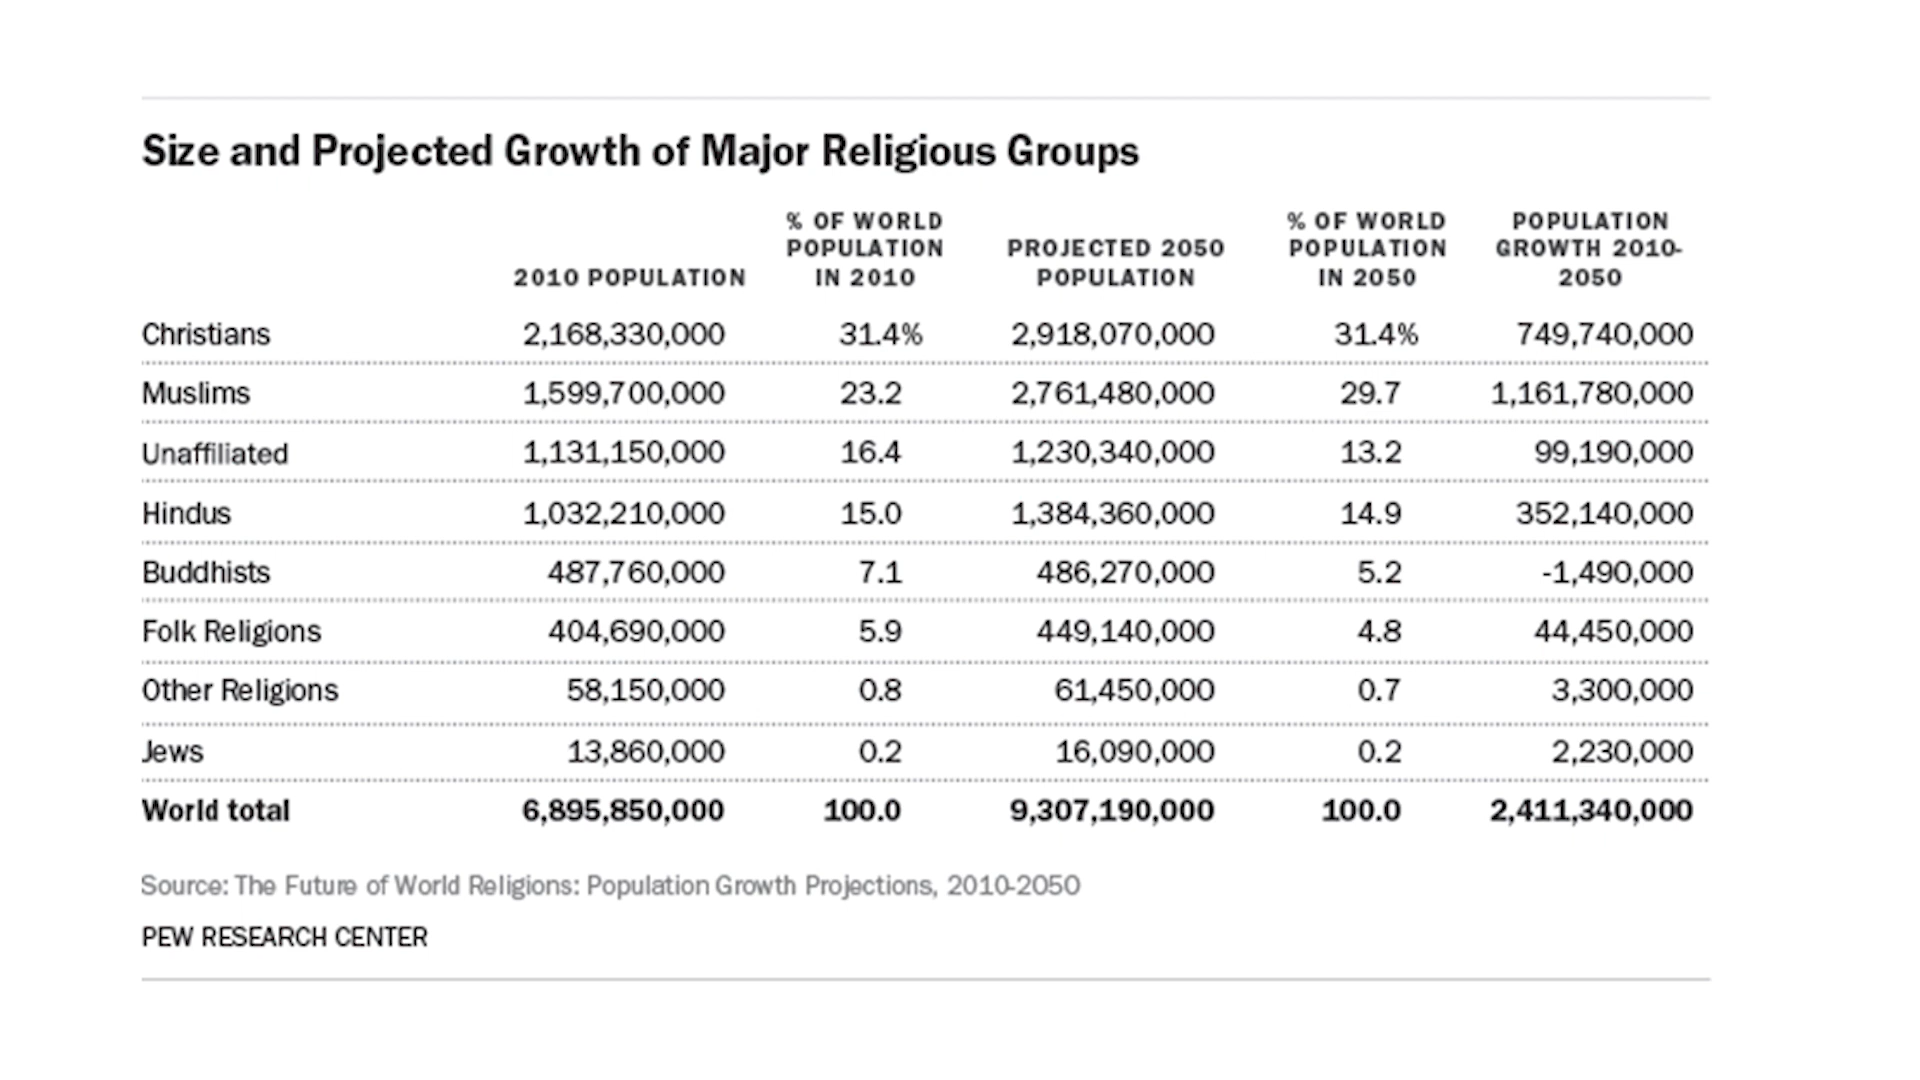 Size and Projected Growth of Major Religious Groups
2010 POPULATION % OF WORLD POPULATION IN 2010 PROJECTED 2050 POPULATION % OF WORLD POPULATION IN 2050 POPULATION GROWTH 2010-2050
Christians 2,168,330,000 31.4% 2,918,070,000 31.4% 749,740,000
Muslims 1,599,700,000 23.2 2,761,480,000 29.7 1,161,780,000
Unaffiliated 1,131,150,000 16.4 1,230,340,000 13.2 99,190,000
Hindus 1,032,210,000 15.0 1,384,360,000 14.9 352,140,000
Buddhists 487,760,000 7.1 486,270,000 5.2 -1,490,000
Folk Religions 404,690,000 5.9 449,140,000 4.8 44,450,000
Other Religions 58,150,000 0.8 61,450,000 0.7 3,300,000
Jews 13,860,000 0.2 16,090,000 0.2 2,230,000
World total 6,895,850,000 100.0 9,307,190,000 100.0 2,411,340,000
Source: The Future of World Religions: Population Growth Projections, 2010-2050
PEW RESEARCH CENTER